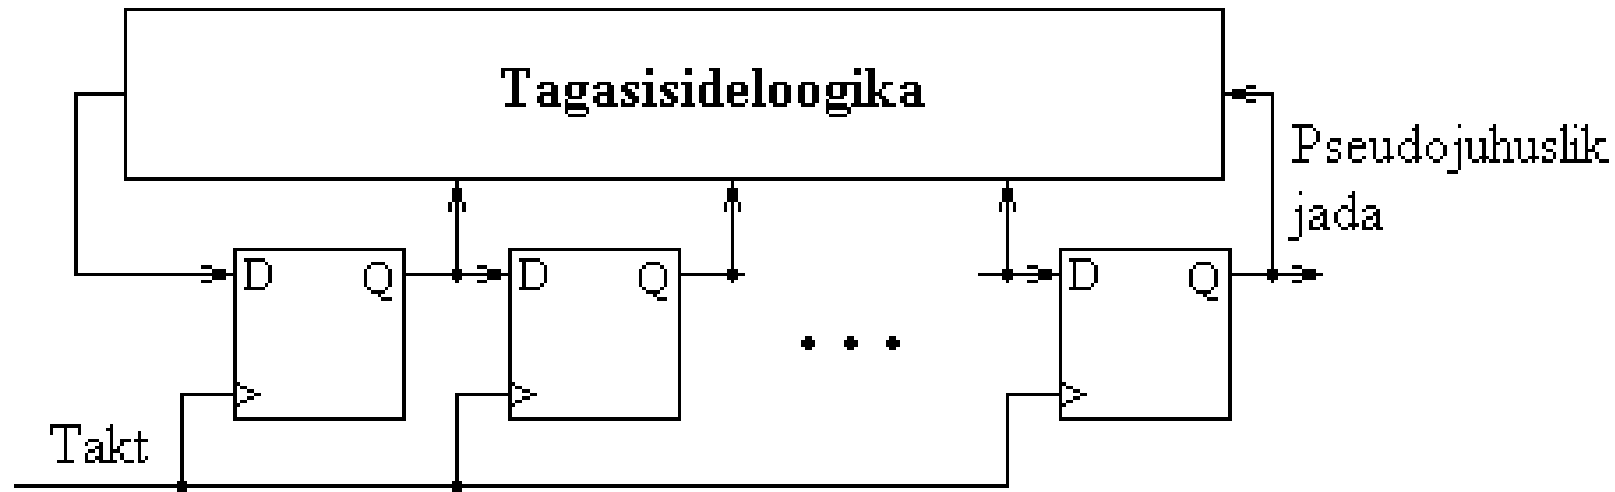 Tagasisideloogika
Pseudojuhuslik
jada
D Q D Q D Q
. . .
Takt